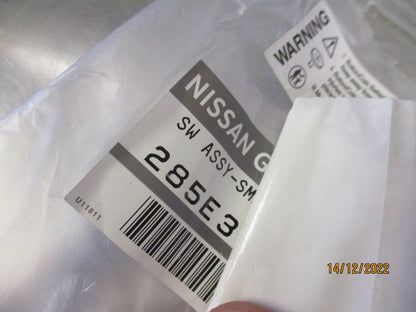 WARNING
NISSAN G
SW ASSY-SM
285E3
U11811
14/12/2022